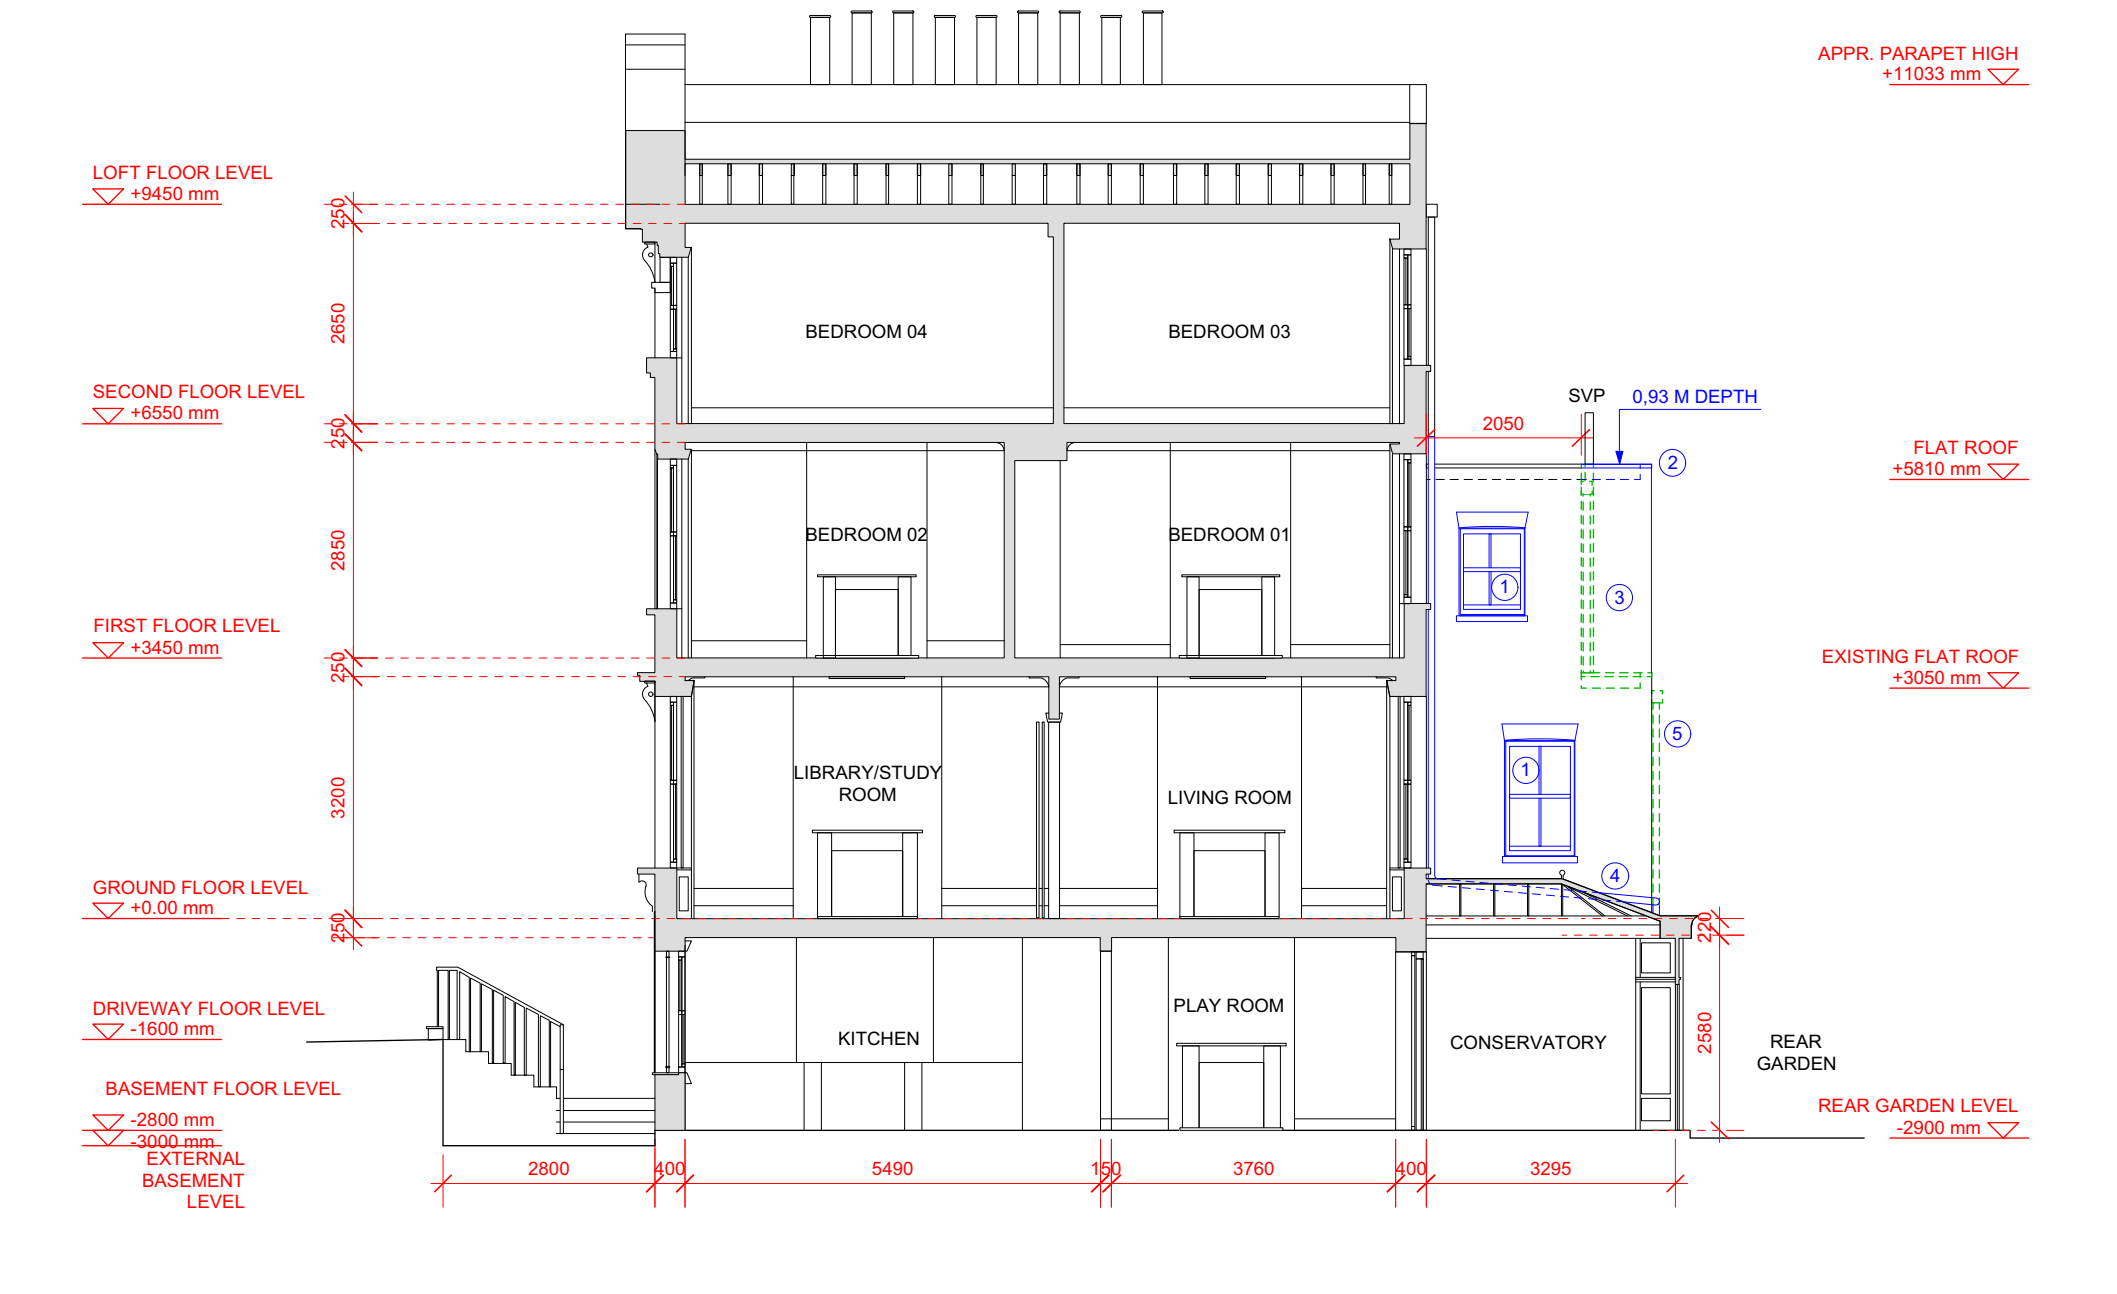 APPR. PARAPET HIGH
+11033 mm
LOFT FLOOR LEVEL
+9450 mm
250
2650
BEDROOM 04
BEDROOM 03
SECOND FLOOR LEVEL
+6550 mm
250
SVP
0,93 M DEPTH
2050
FLAT ROOF
+5810 mm
2
2850
BEDROOM 02
BEDROOM 01
1
3
FIRST FLOOR LEVEL
+3450 mm
250
EXISTING FLAT ROOF
+3050 mm
5
3200
LIBRARY/STUDY
ROOM
LIVING ROOM
1
4
GROUND FLOOR LEVEL
+0.00 mm
250
220
DRIVEWAY FLOOR LEVEL
-1600 mm
KITCHEN
PLAY ROOM
CONSERVATORY
2580
REAR
GARDEN
BASEMENT FLOOR LEVEL
-2800 mm
-3000 mm
EXTERNAL
BASEMENT
LEVEL
REAR GARDEN LEVEL
-2900 mm
2800
400
5490
150
3760
400
3295